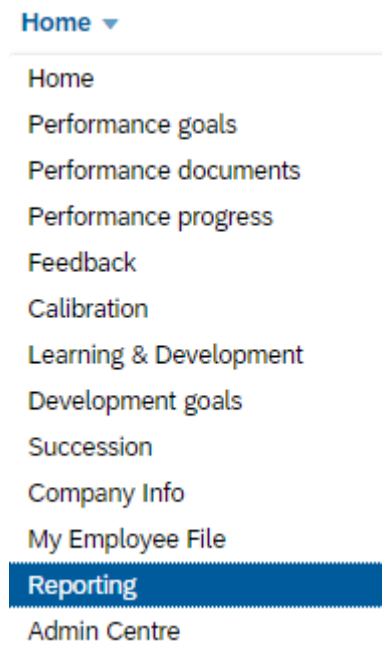 Home
Home
Performance goals
Performance documents
Performance progress
Feedback
Calibration
Learning & Development
Development goals
Succession
Company Info
My Employee File
Reporting
Admin Centre